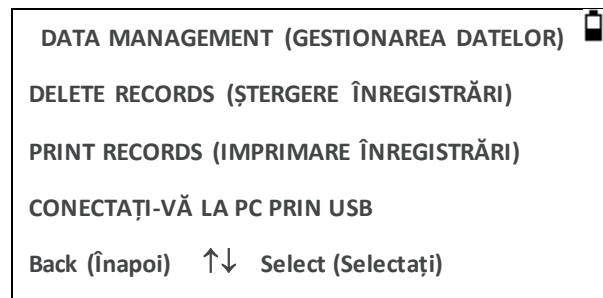 DATA MANAGEMENT (GESTIONAREA DATELOR)
DELETE RECORDS (ȘTERGERE ÎNREGISTRĂRI)
PRINT RECORDS (IMPRIMARE ÎNREGISTRĂRI)
CONECTAȚI-VĂ LA PC PRIN USB
Back (Înapoi) ↑↓ Select (Selectați)